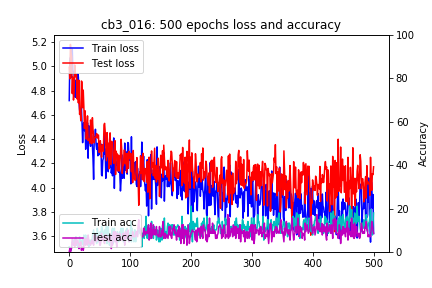 cb3_016: 500 epochs loss and accuracy
5.2
5.0
4.8
4.6
4.4
4.2
4.0
3.8
3.6
Loss
Train loss
Test loss
Train acc
Test acc
100
80
60
40
20
0
Accuracy
0 100 200 300 400 500